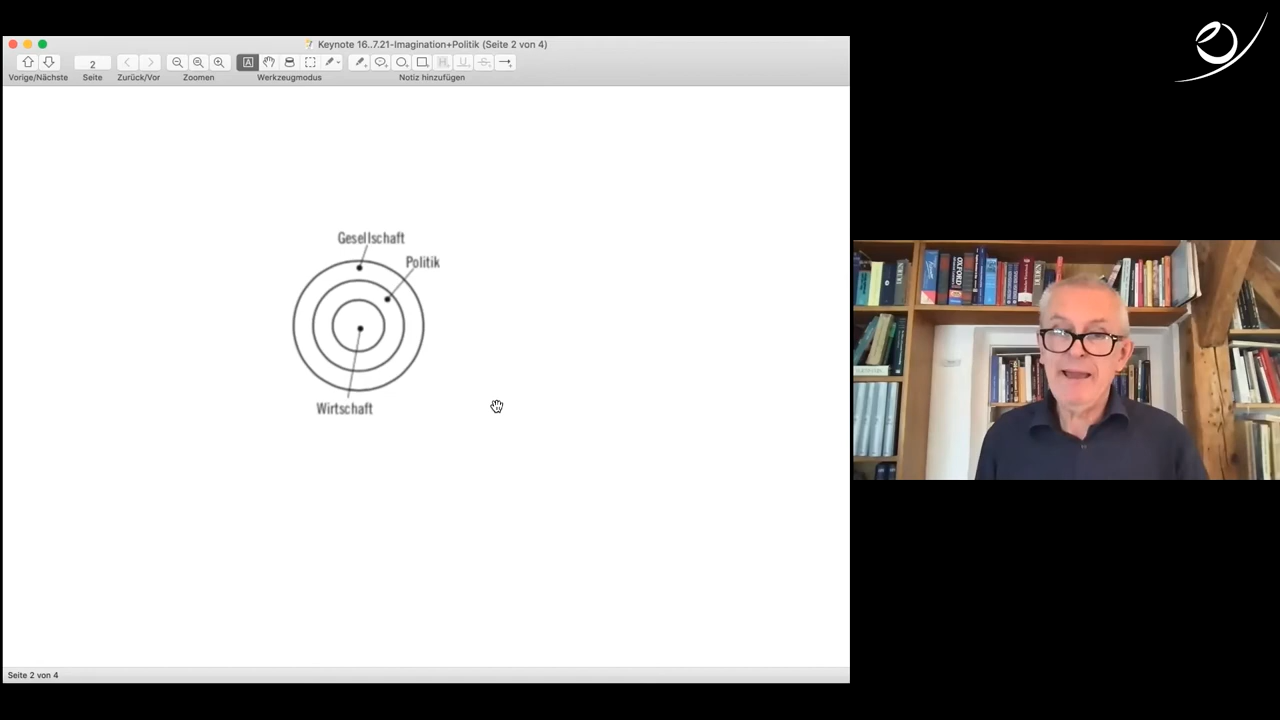 Keynote 16..7.21-Imagination+Politik (Seite 2 von 4)
2
Vorige/Nächste Seite Zurück/Vor Zoomen Werkzeugmodus Notiz hinzufügen
Gesellschaft
Politik
Wirtschaft
Seite 2 von 4
OXFORD